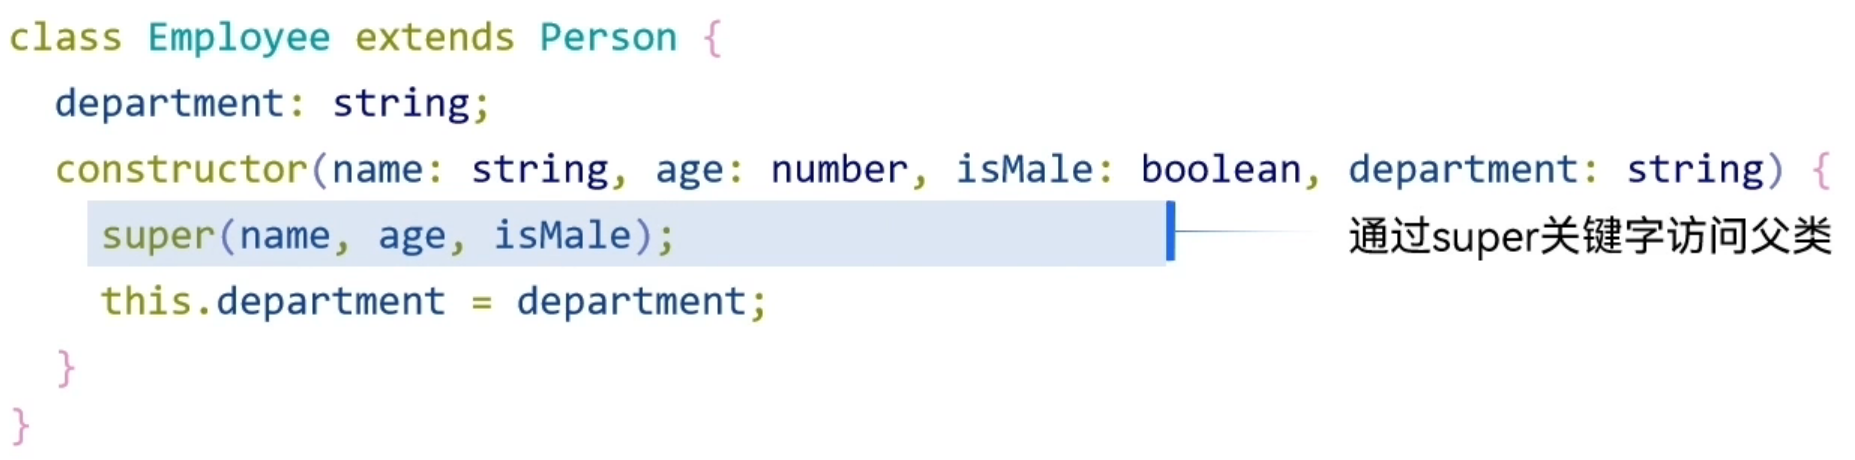 class Employee extends Person {
  department: string;
  constructor(name: string, age: number, isMale: boolean, department: string) {
    super(name, age, isMale);    通过super关键字访问父类
    this.department = department;
  }
}